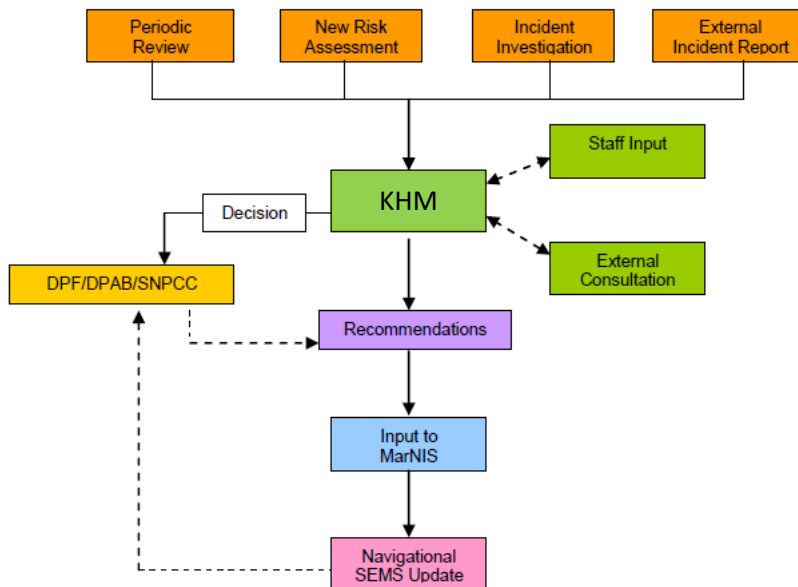 Periodic
Review
New Risk
Assessment
Incident
Investigation
External
Incident Report
Staff Input
KHM
Decision
External
Consultation
DPF/DPAB/SNPCC
Recommendations
Input to
MarNIS
Navigational
SEMS Update